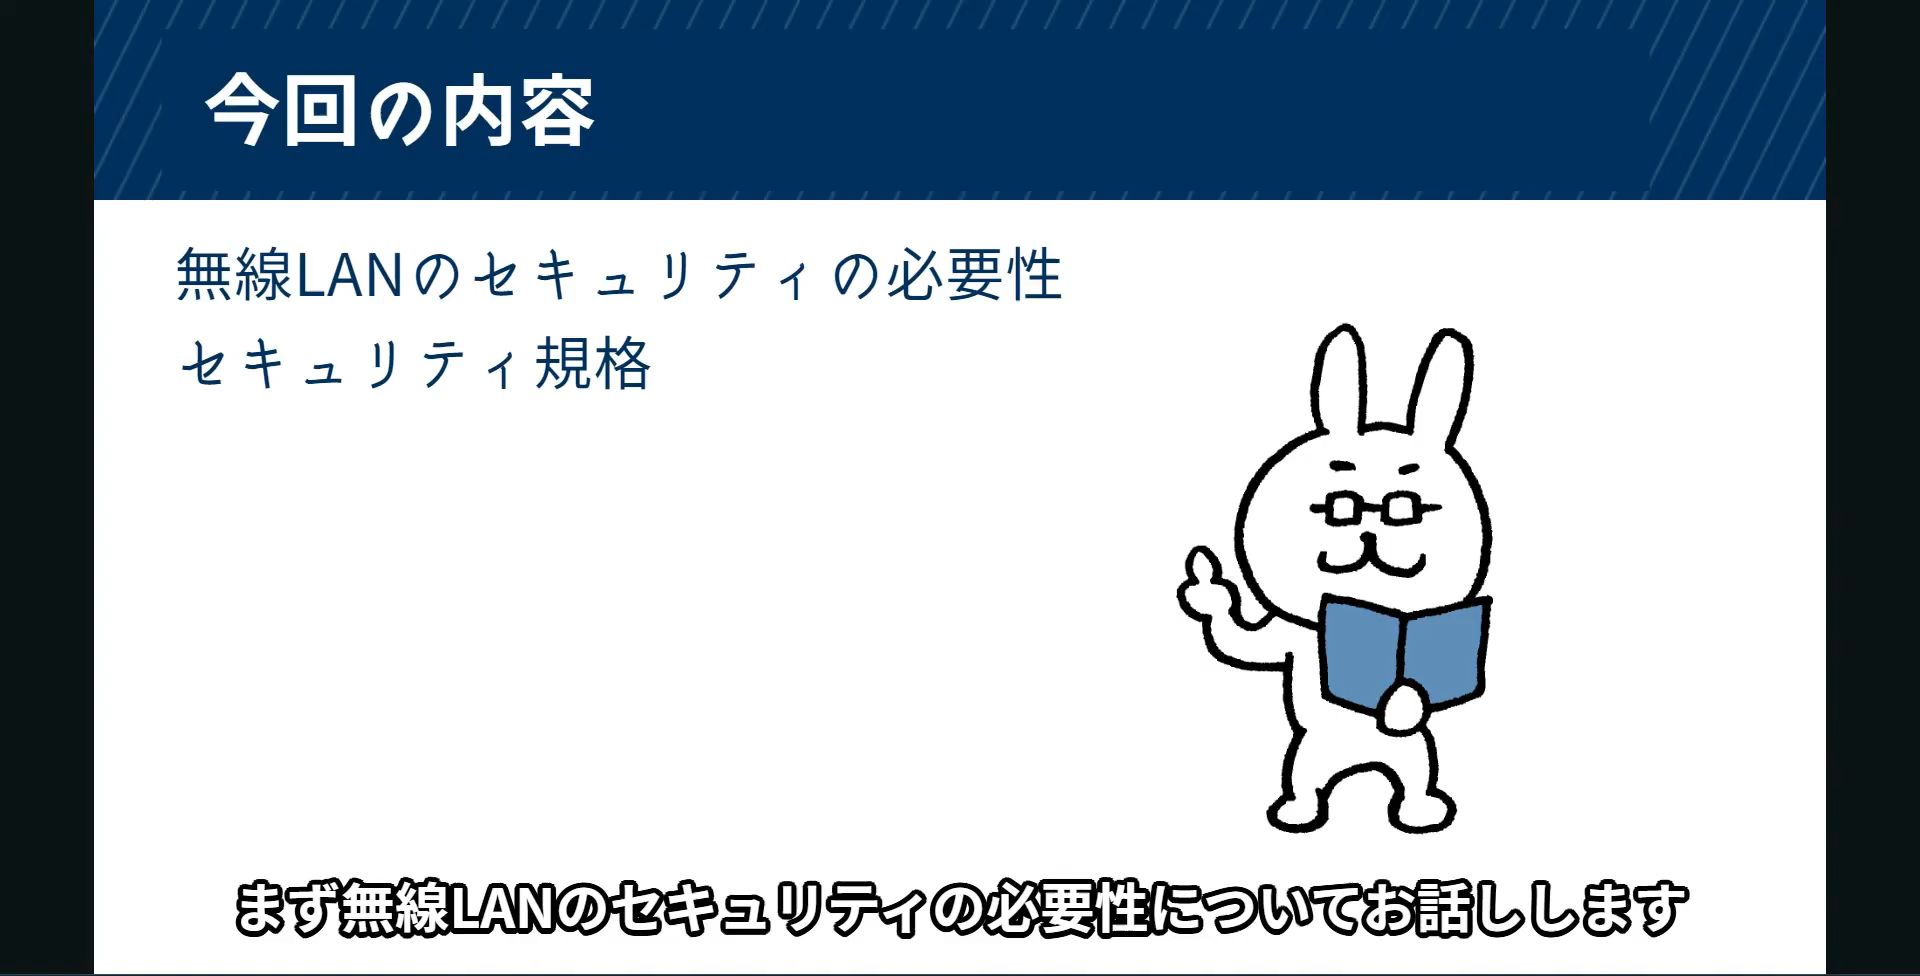 今回の内容
無線LANのセキュリティの必要性
セキュリティ規格
まず無線LANのセキュリティの必要性についてお話しします